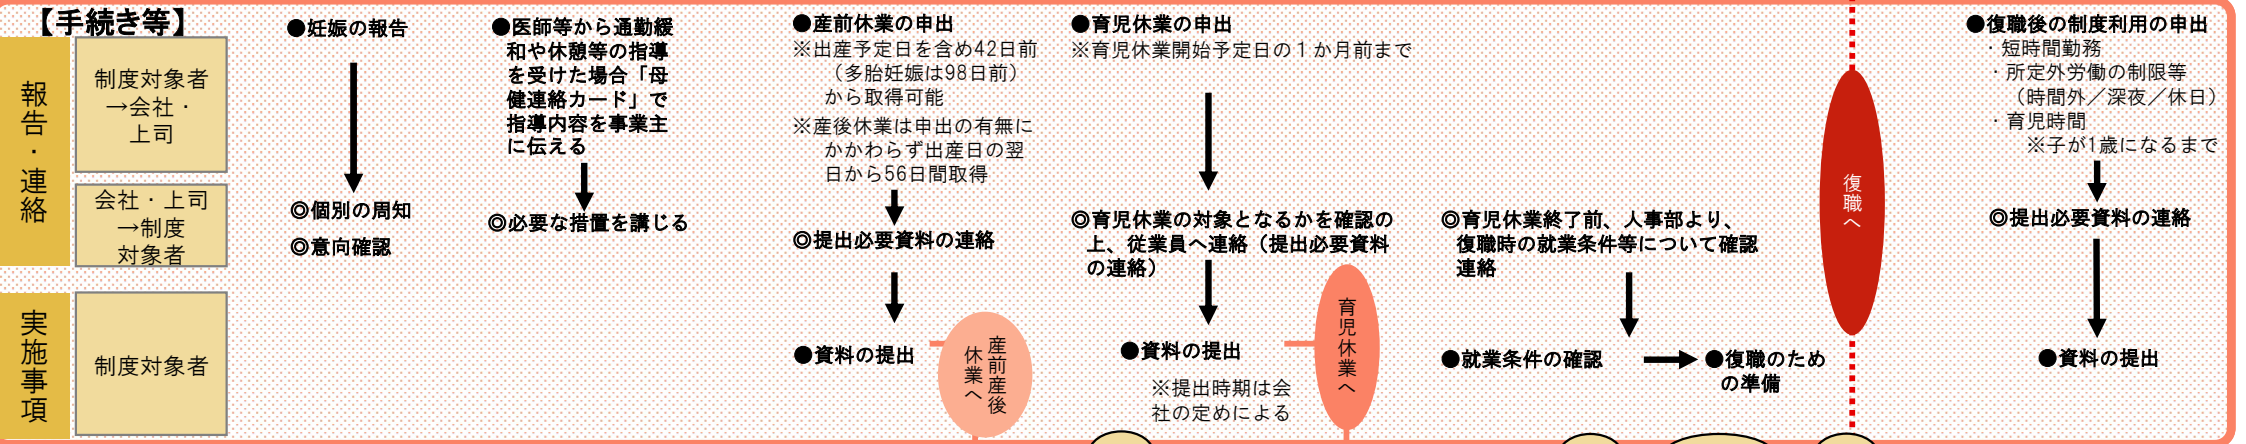 【手続き等】
報告・連絡
制度対象者
→会社・
上司
会社・上司
→制度
対象者
実施事項
制度対象者
●妊娠の報告
◎個別の周知
◎意向確認
●医師等から通勤緩
和や休憩等の指導
を受けた場合「母
健連絡カード」で
指導内容を事業主
に伝える
◎必要な措置を講じる
●産前休業の申出
※出産予定日を含め42日前
（多胎妊娠は98日前）
から取得可能
※産後休業は申出の有無に
かかわらず出産日の翌
日から56日間取得
◎提出必要資料の連絡
●資料の提出
産前産後
休業へ
●育児休業の申出
※育児休業開始予定日の１か月前まで
◎育児休業の対象となるかを確認の
上、従業員へ連絡（提出必要資料
の連絡）
●資料の提出
※提出時期は会
社の定めによる
育児休業へ
◎育児休業終了前、人事部より、
復職時の就業条件等について確認
連絡
●就業条件の確認
●復職のため
の準備
復職へ
●復職後の制度利用の申出
・短時間勤務
・所定外労働の制限等
（時間外／深夜／休日）
・育児時間
※子が1歳になるまで
◎提出必要資料の連絡
●資料の提出